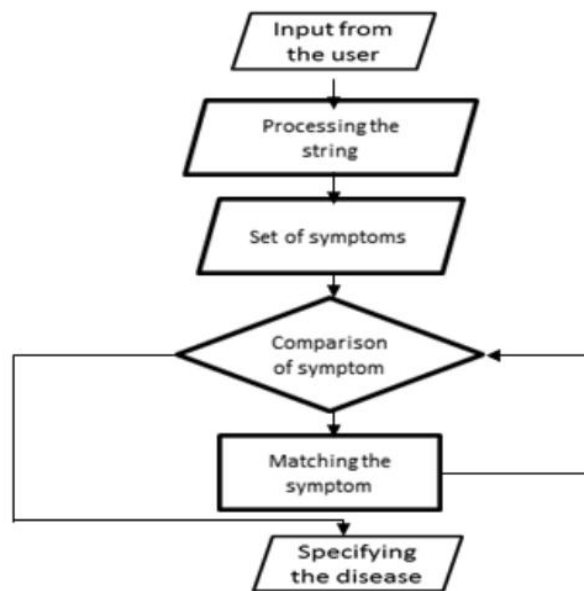 Input from
the user
Processing the
string
Set of symptoms
Comparison
of symptom
Matching the
symptom
Specifying
the disease